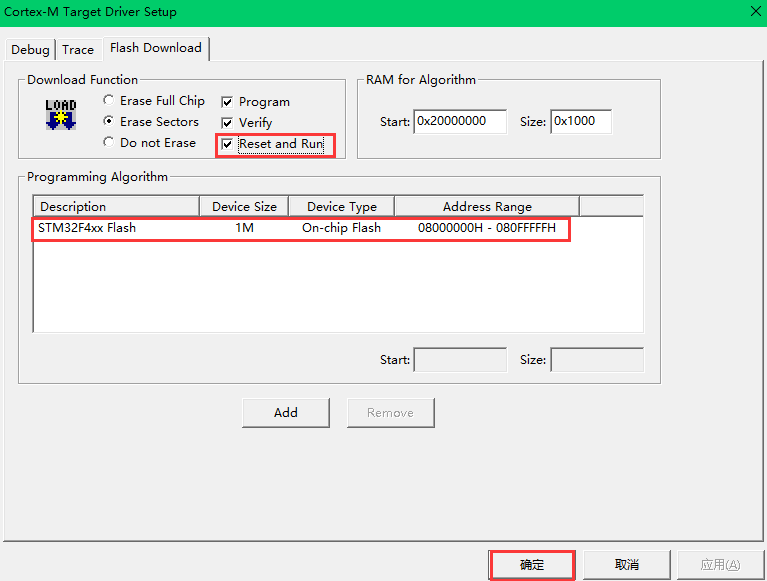 Cortex-M Target Driver Setup
Debug Trace Flash Download
Download Function
LOAD
Erase Full Chip
Erase Sectors
Do not Erase
Program
Verify
Reset and Run
RAM for Algorithm
Start: 0x20000000 Size: 0x1000
Programming Algorithm
Description Device Size Device Type Address Range
STM32F4xx Flash 1M On-chip Flash 08000000H - 080FFFFFH
Start: Size:
Add Remove
确定 取消 应用(A)